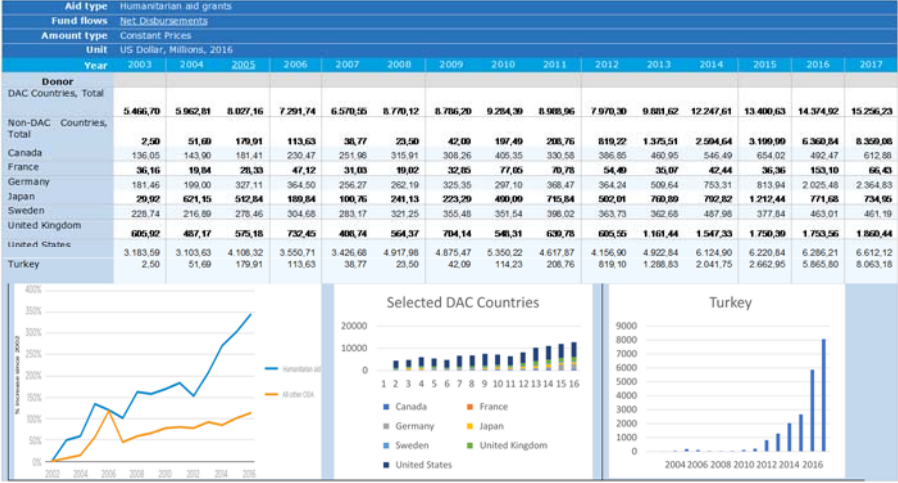 Aid type Humanitarian aid grants
Fund flows Net Disbursements
Amount type Constant Prices
Unit US Dollar, Millions, 2016
Year 2003 2004 2005 2006 2007 2008 2009 2010 2011 2012 2013 2014 2015 2016 2017
Donor
DAC Countries, Total
5.466,70 5.962,81 8.027,16 7.291,74 6.570,55 8.770,12 8.786,20 9.284,39 8.988,96 7.970,30 9.881,62 12.247,61 13.400,63 14.374,92 15.256,23
Non-DAC Countries,
Total
2,50 51,69 179,91 113,63 38,77 23,50 42,09 197,49 208,76 819,22 1.375,51 2.594,64 3.199,99 6.360,84 8.359,08
Canada 136,05 143,90 181,41 230,47 251,98 315,91 308,26 405,35 330,58 386,85 460,95 546,49 654,02 492,47 612,88
France 36,16 19,84 28,33 47,12 31,03 19,02 32,85 77,05 70,78 54,49 35,07 42,44 36,36 153,10 66,43
Germany 181,46 199,00 327,11 364,50 256,27 262,19 325,35 297,10 368,47 364,24 509,64 753,31 813,94 2.025,48 2.364,83
Japan 29,92 621,15 512,84 189,84 100,76 241,13 223,29 490,09 715,84 502,01 760,89 792,82 1.212,44 771,68 734,95
Sweden 228,74 216,89 278,46 304,68 283,17 321,25 355,48 351,54 398,02 363,73 362,68 487,98 377,84 463,01 461,19
United Kingdom
605,92 487,17 575,18 732,45 408,74 564,37 704,14 548,31 639,78 605,55 1.161,44 1.547,33 1.750,39 1.753,56 1.860,44
United States
3.183,59 3.103,63 4.108,32 3.550,71 3.426,68 4.917,98 4.875,47 5.350,22 4.617,87 4.156,90 4.922,84 6.124,90 6.220,84 6.286,21 6.612,12
Turkey 2,50 51,69 179,91 113,63 38,77 23,50 42,09 114,23 208,76 819,10 1.288,83 2.041,75 2.662,95 5.865,80 8.063,18
400%
350%
300%
250%
200%
150%
100%
50%
0%
% increase since 2002
2002 2004 2006 2008 200 202 204 206
Humanitarian aid
All other ODA
Selected DAC Countries
20000
10000
0
1 2 3 4 5 6 7 8 9 10 11 12 13 14 15 16
Canada France
Germany Japan
Sweden United Kingdom
United States
Turkey
9000
8000
7000
6000
5000
4000
3000
2000
1000
2004 2006 2008 2010 2012 2014 2016